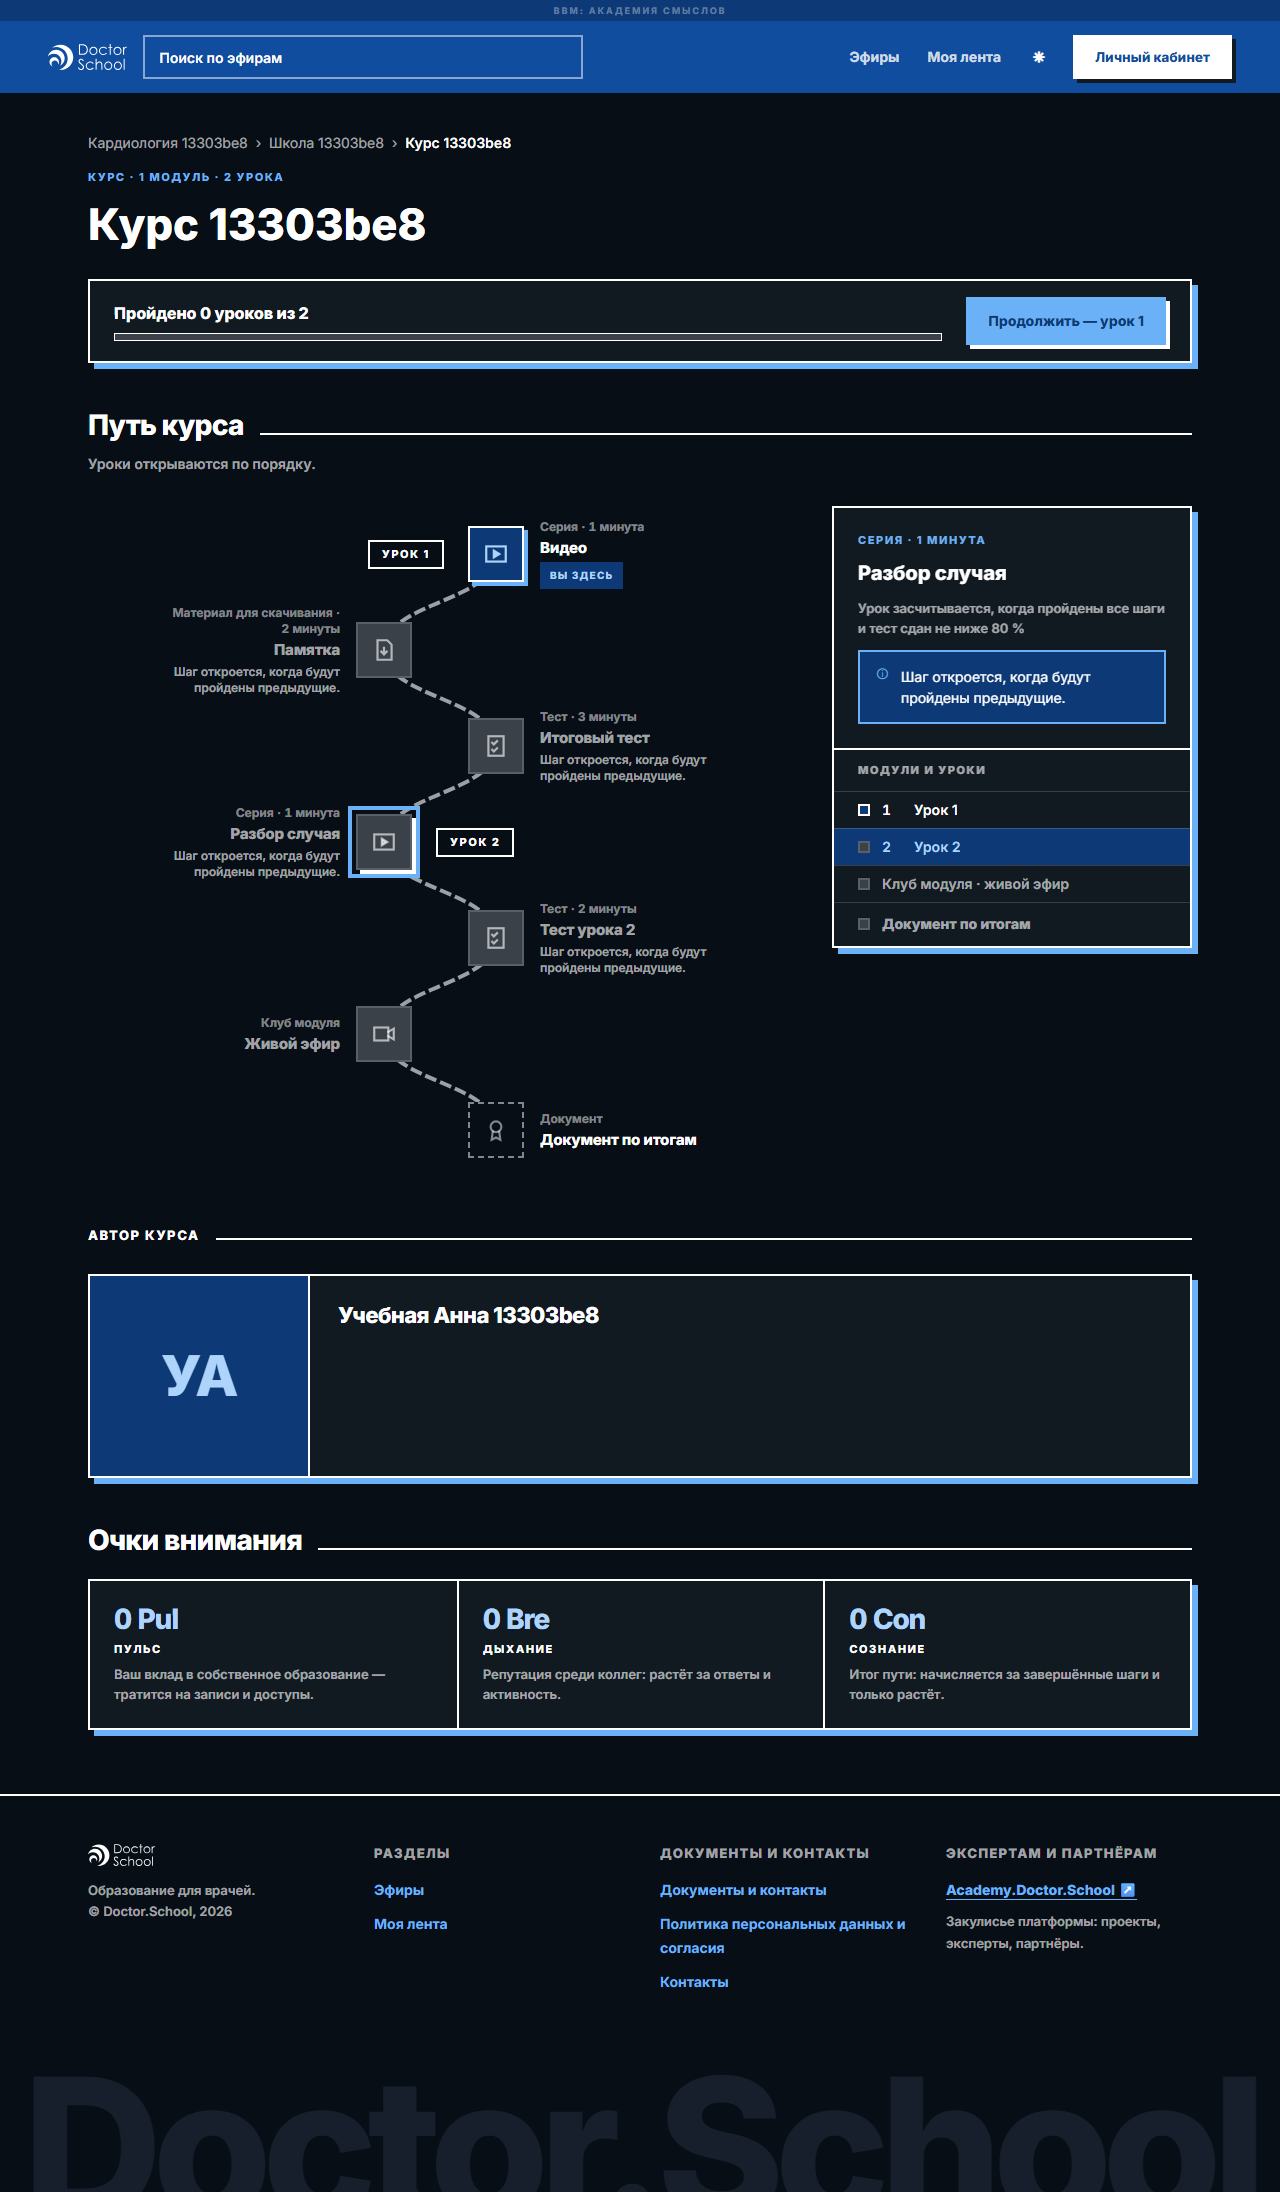 ВВМ: АКАДЕМИЯ СМЫСЛОВ
Doctor
School
Поиск по эфирам
Эфиры
Моя лента
Личный кабинет
Кардиология 13303be8 › Школа 13303be8 › Курс 13303be8
КУРС · 1 МОДУЛЬ · 2 УРОКА
Курс 13303be8
Пройдено 0 уроков из 2
Продолжить — урок 1
Путь курса
Уроки открываются по порядку.
УРОК 1
Серия · 1 минута
Видео
ВЫ ЗДЕСЬ
Материал для скачивания ·
2 минуты
Памятка
Шаг откроется, когда будут
пройдены предыдущие.
Тест · 3 минуты
Итоговый тест
Шаг откроется, когда будут
пройдены предыдущие.
Серия · 1 минута
Разбор случая
Шаг откроется, когда будут
пройдены предыдущие.
УРОК 2
Тест · 2 минуты
Тест урока 2
Шаг откроется, когда будут
пройдены предыдущие.
Клуб модуля
Живой эфир
Документ
Документ по итогам
СЕРИЯ · 1 МИНУТА
Разбор случая
Урок засчитывается, когда пройдены все шаги
и тест сдан не ниже 80 %
Шаг откроется, когда будут
пройдены предыдущие.
МОДУЛИ И УРОКИ
1 Урок 1
2 Урок 2
Клуб модуля · живой эфир
Документ по итогам
АВТОР КУРСА
УА
Учебная Анна 13303be8
Очки внимания
0 Pul
ПУЛЬС
Ваш вклад в собственное образование —
тратится на записи и доступы.
0 Bre
ДЫХАНИЕ
Репутация среди коллег: растёт за ответы и
активность.
0 Con
СОЗНАНИЕ
Итог пути: начисляется за завершённые шаги и
только растёт.
Doctor
School
Образование для врачей.
© Doctor.School, 2026
РАЗДЕЛЫ
Эфиры
Моя лента
ДОКУМЕНТЫ И КОНТАКТЫ
Документы и контакты
Политика персональных данных и
согласия
Контакты
ЭКСПЕРТАМ И ПАРТНЁРАМ
Academy.Doctor.School
Закулисье платформы: проекты,
эксперты, партнёры.
Doctor.School